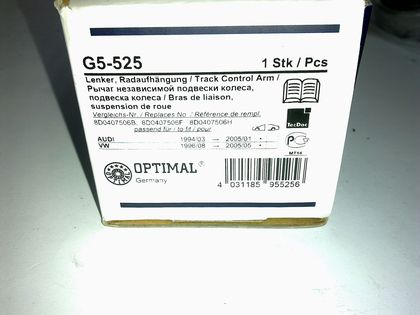 G5-525 1 Stk / Pcs
Lenker, Radaufhängung / Track Control Arm /
Рычаг независимой подвески колеса,
подвеска колеса / Bras de liaison,
suspension de roue
Vergleichs-Nr. / Replaces No. / Référence de rempl.
8D0407506B, 8D0407506F 8D0407506H
passend für - to fit / pour
AUDI 1994/03 → 2005/01
VW 1996/08 → 2005/05
TecDoc
OPTIMAL®
Germany
MT14
4 031185 955256